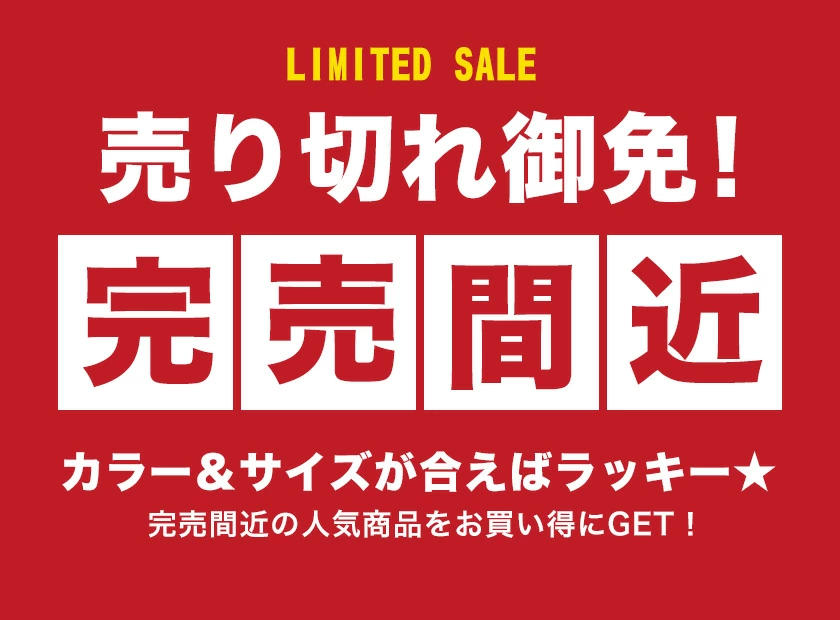 LIMITED SALE
売り切れ御免！
完売間近
カラー＆サイズが合えばラッキー★
完売間近の人気商品をお買い得にGET！